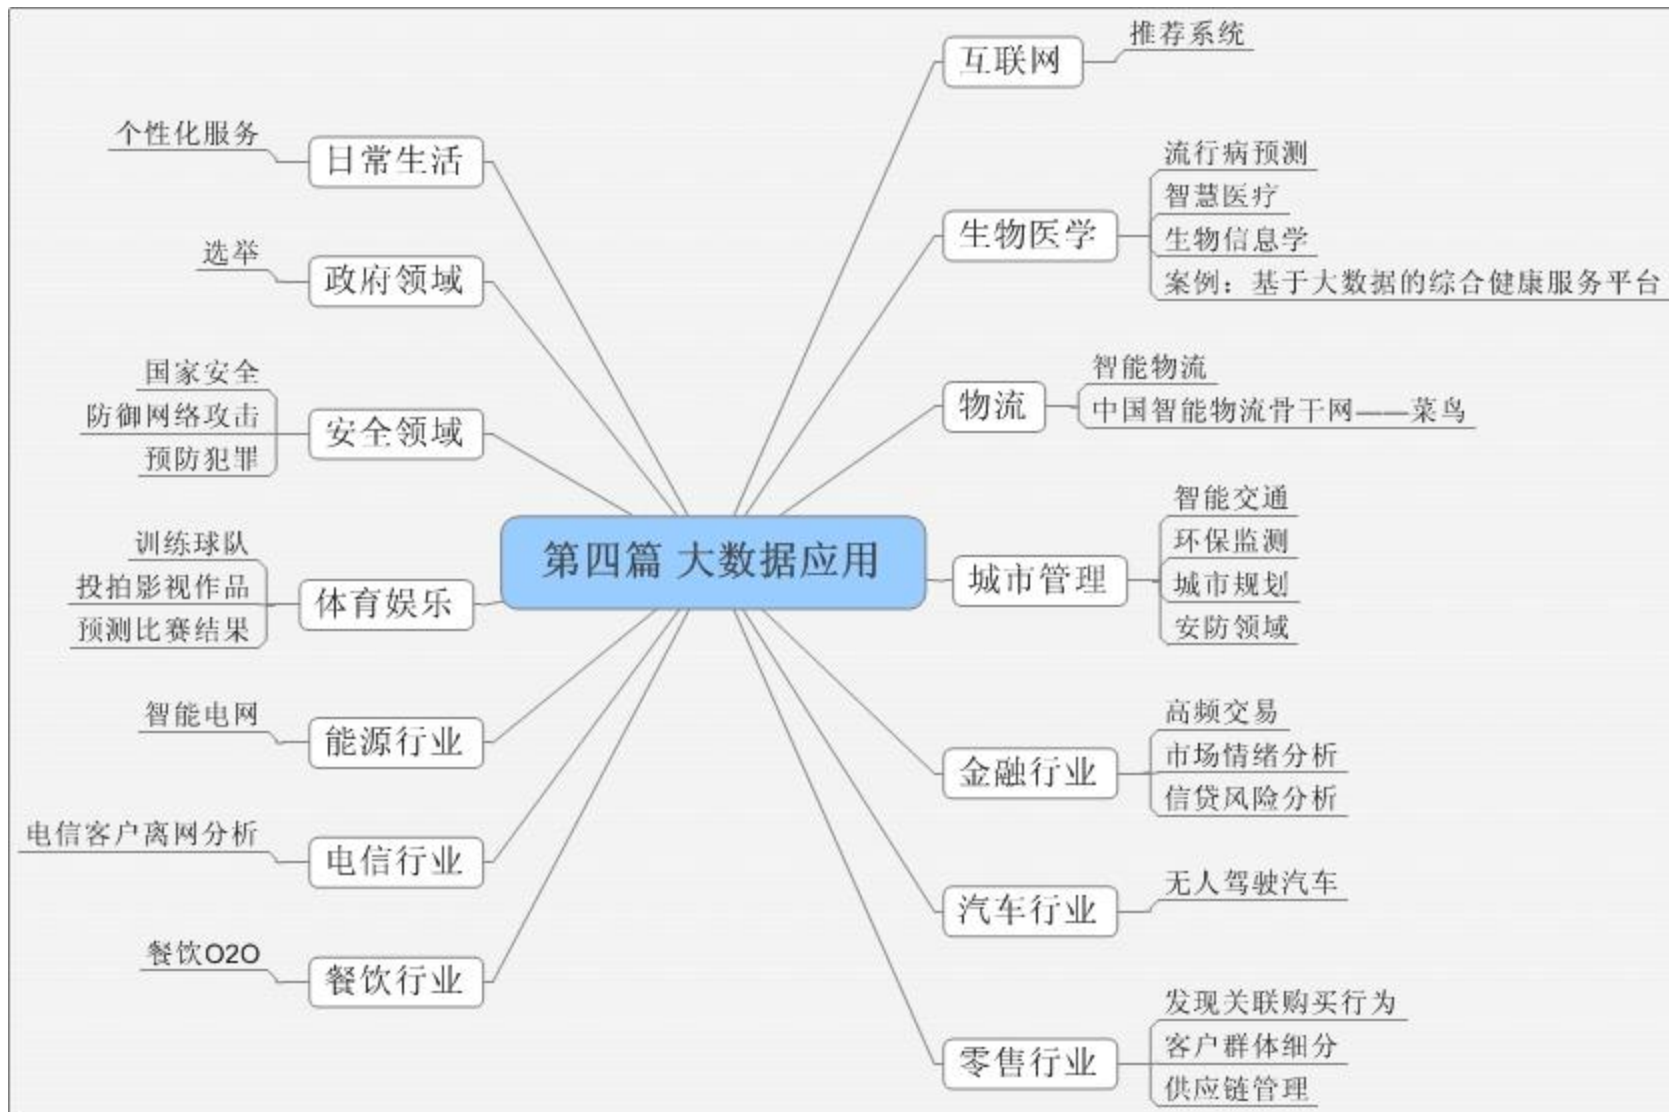 第四篇 大数据应用
互联网
推荐系统
生物医学
流行病预测
智慧医疗
生物信息学
案例：基于大数据的综合健康服务平台
物流
智能物流
中国智能物流骨干网——菜鸟
城市管理
智能交通
环保监测
城市规划
安防领域
金融行业
高频交易
市场情绪分析
信贷风险分析
汽车行业
无人驾驶汽车
零售行业
发现关联购买行为
客户群体细分
供应链管理
日常生活
个性化服务
政府领域
选举
安全领域
国家安全
防御网络攻击
预防犯罪
体育娱乐
训练球队
投拍影视作品
预测比赛结果
能源行业
智能电网
电信行业
电信客户离网分析
餐饮行业
餐饮O2O